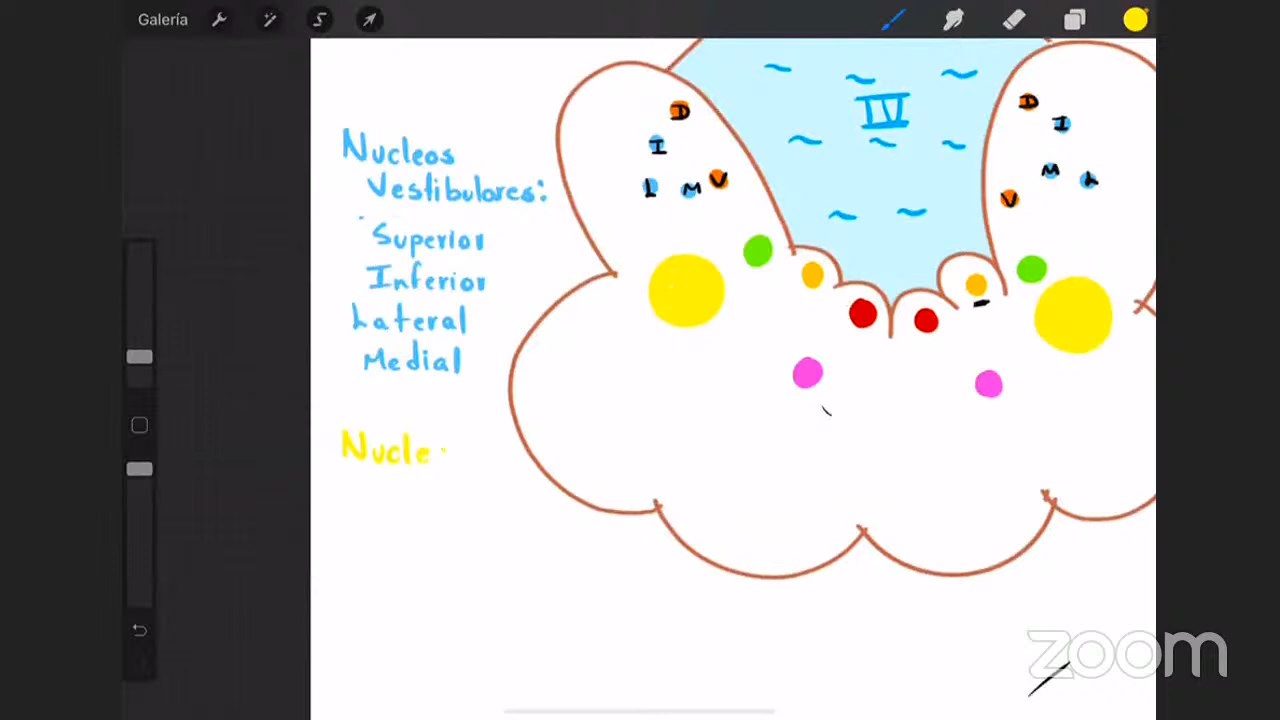 Galería
IV
D
D
I
I
Nucleos
Vestibulares:
L M V
M
L
V
Superior
Inferior
Lateral
Medial
Nucle
zoom